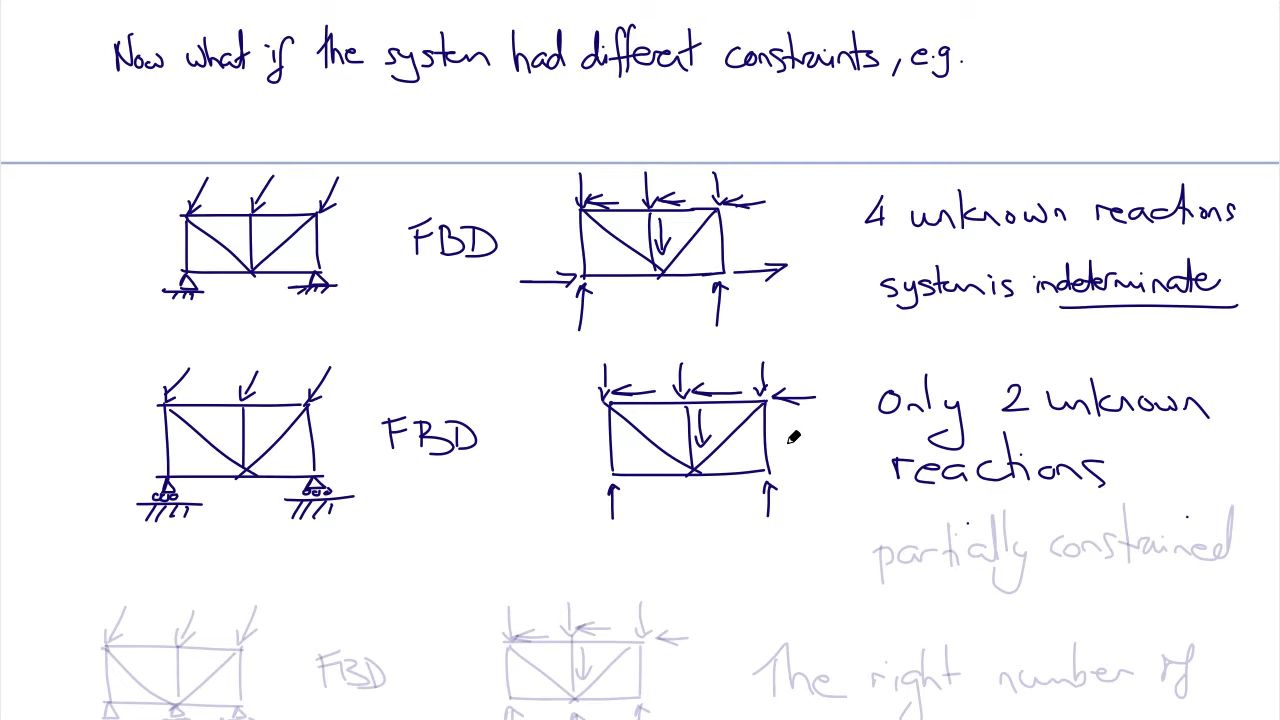 Now what if the system had different constraints, e.g.
FBD
4 unknown reactions
system is indeterminate
FBD
Only 2 unknown
reactions
partially constrained
FBD
The right number of